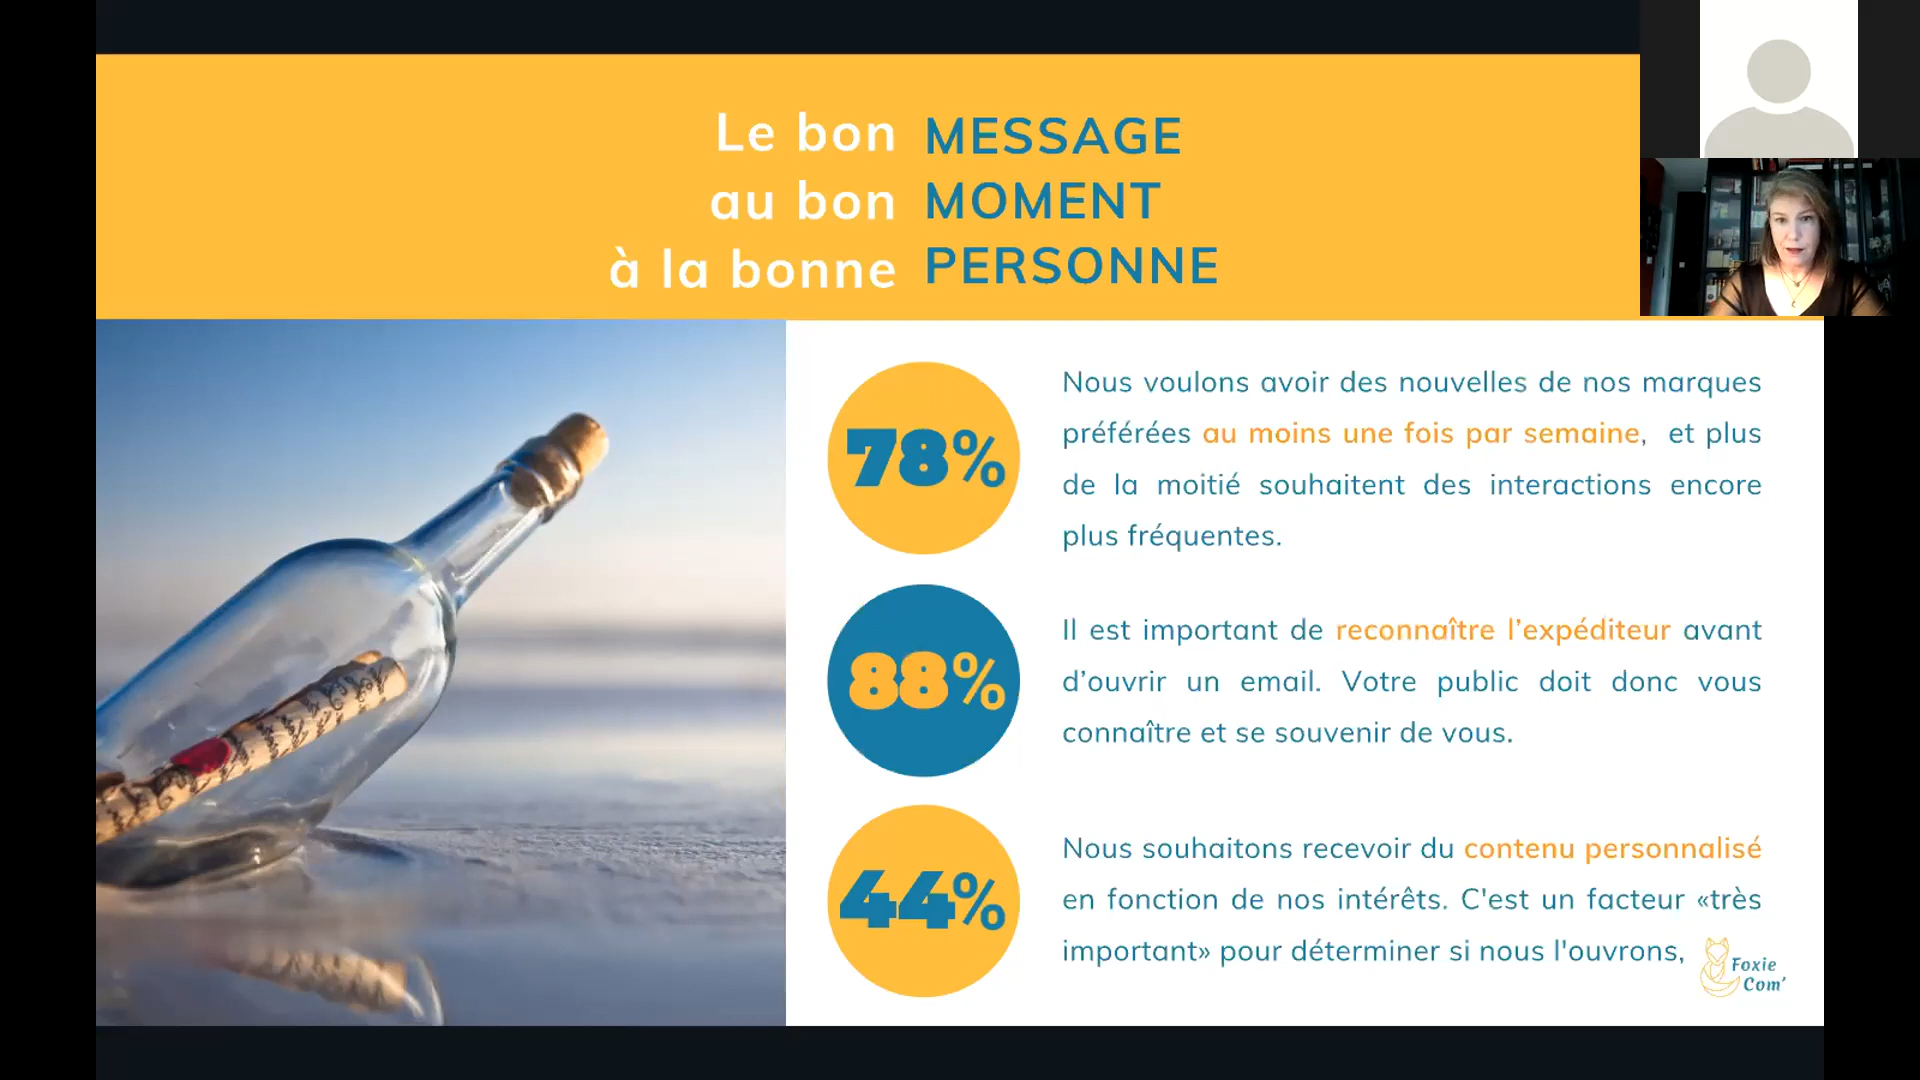 Le bon MESSAGE
au bon MOMENT
à la bonne PERSONNE
78%
Nous voulons avoir des nouvelles de nos marques
préférées au moins une fois par semaine, et plus
de la moitié souhaitent des interactions encore
plus fréquentes.
88%
Il est important de reconnaître l’expéditeur avant
d’ouvrir un email. Votre public doit donc vous
connaître et se souvenir de vous.
44%
Nous souhaitons recevoir du contenu personnalisé
en fonction de nos intérêts. C'est un facteur «très
important» pour déterminer si nous l'ouvrons,
Foxie
Com’